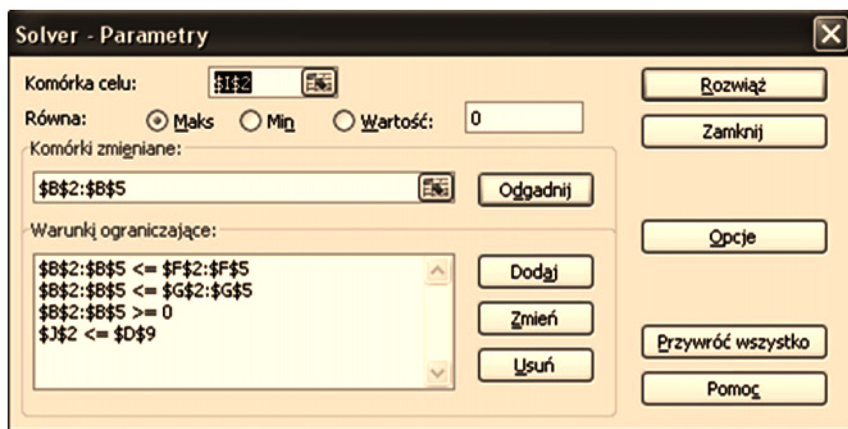 Solver - Parametry
Komórka celu: $I$2
Rozwiąż
Równa: Maks Min Wartość: 0
Zamknij
Komórki zmieniane:
$B$2:$B$5
Odgadnij
Warunki ograniczające:
Opcje
$B$2:$B$5 <= $F$2:$F$5
$B$2:$B$5 <= $G$2:$G$5
$B$2:$B$5 >= 0
$J$2 <= $D$9
Dodaj
Zmień
Usuń
Przywróć wszystko
Pomoc